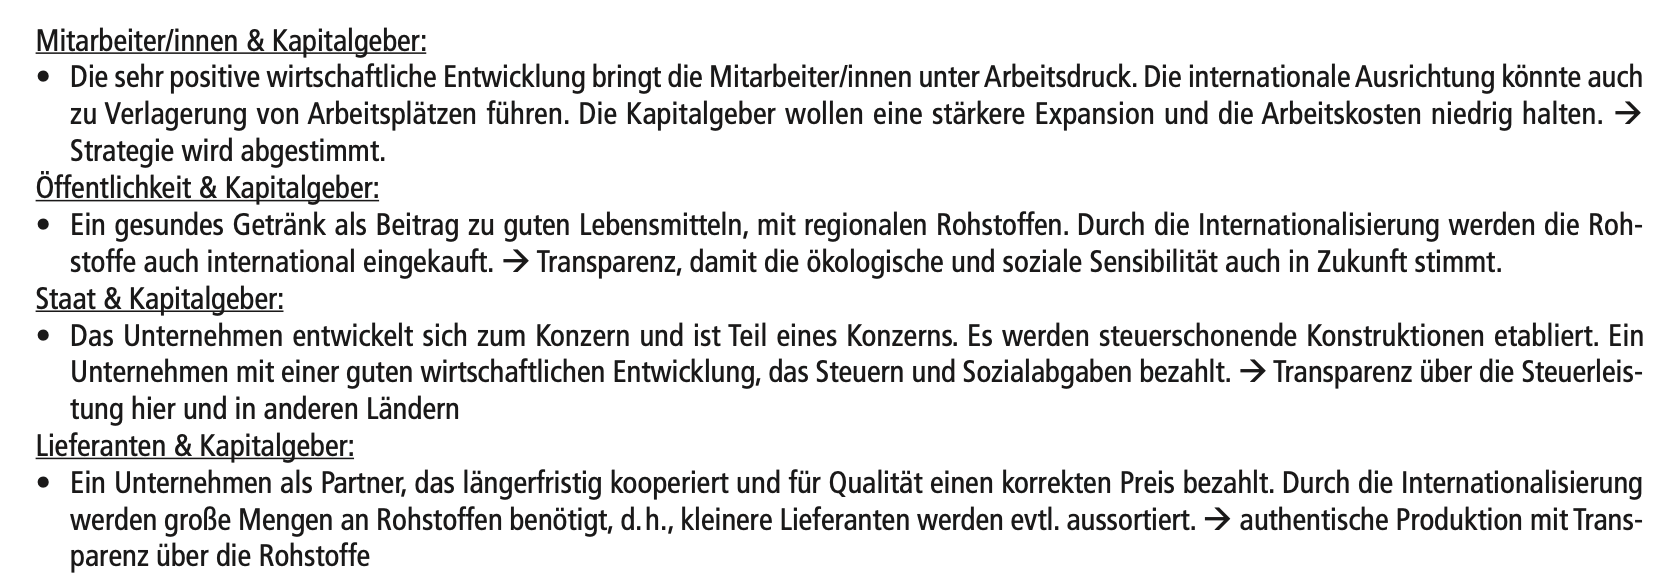 Mitarbeiter/innen & Kapitalgeber:
• Die sehr positive wirtschaftliche Entwicklung bringt die Mitarbeiter/innen unter Arbeitsdruck. Die internationale Ausrichtung könnte auch
zu Verlagerung von Arbeitsplätzen führen. Die Kapitalgeber wollen eine stärkere Expansion und die Arbeitskosten niedrig halten. →
Strategie wird abgestimmt.
Öffentlichkeit & Kapitalgeber:
• Ein gesundes Getränk als Beitrag zu guten Lebensmitteln, mit regionalen Rohstoffen. Durch die Internationalisierung werden die Roh-
stoffe auch international eingekauft. → Transparenz, damit die ökologische und soziale Sensibilität auch in Zukunft stimmt.
Staat & Kapitalgeber:
• Das Unternehmen entwickelt sich zum Konzern und ist Teil eines Konzerns. Es werden steuerschonende Konstruktionen etabliert. Ein
Unternehmen mit einer guten wirtschaftlichen Entwicklung, das Steuern und Sozialabgaben bezahlt. → Transparenz über die Steuerleis-
tung hier und in anderen Ländern
Lieferanten & Kapitalgeber:
• Ein Unternehmen als Partner, das längerfristig kooperiert und für Qualität einen korrekten Preis bezahlt. Durch die Internationalisierung
werden große Mengen an Rohstoffen benötigt, d. h., kleinere Lieferanten werden evtl. aussortiert. → authentische Produktion mit Trans-
parenz über die Rohstoffe